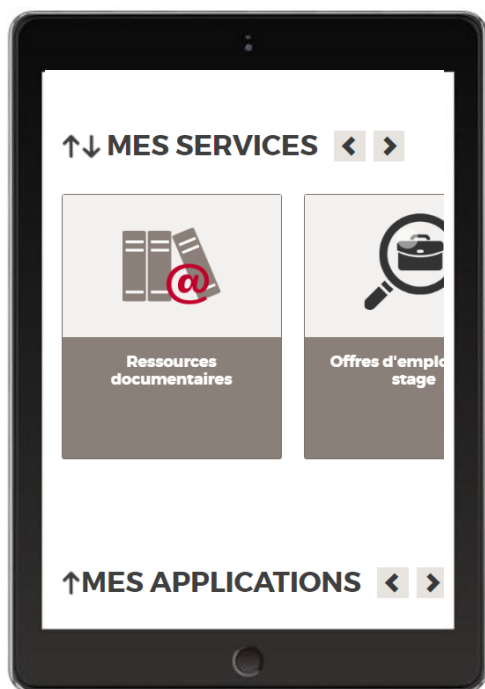 ↑↓ MES SERVICES < >
@
Ressources
documentaires
Offres d'emplo
stage
↑MES APPLICATIONS < >